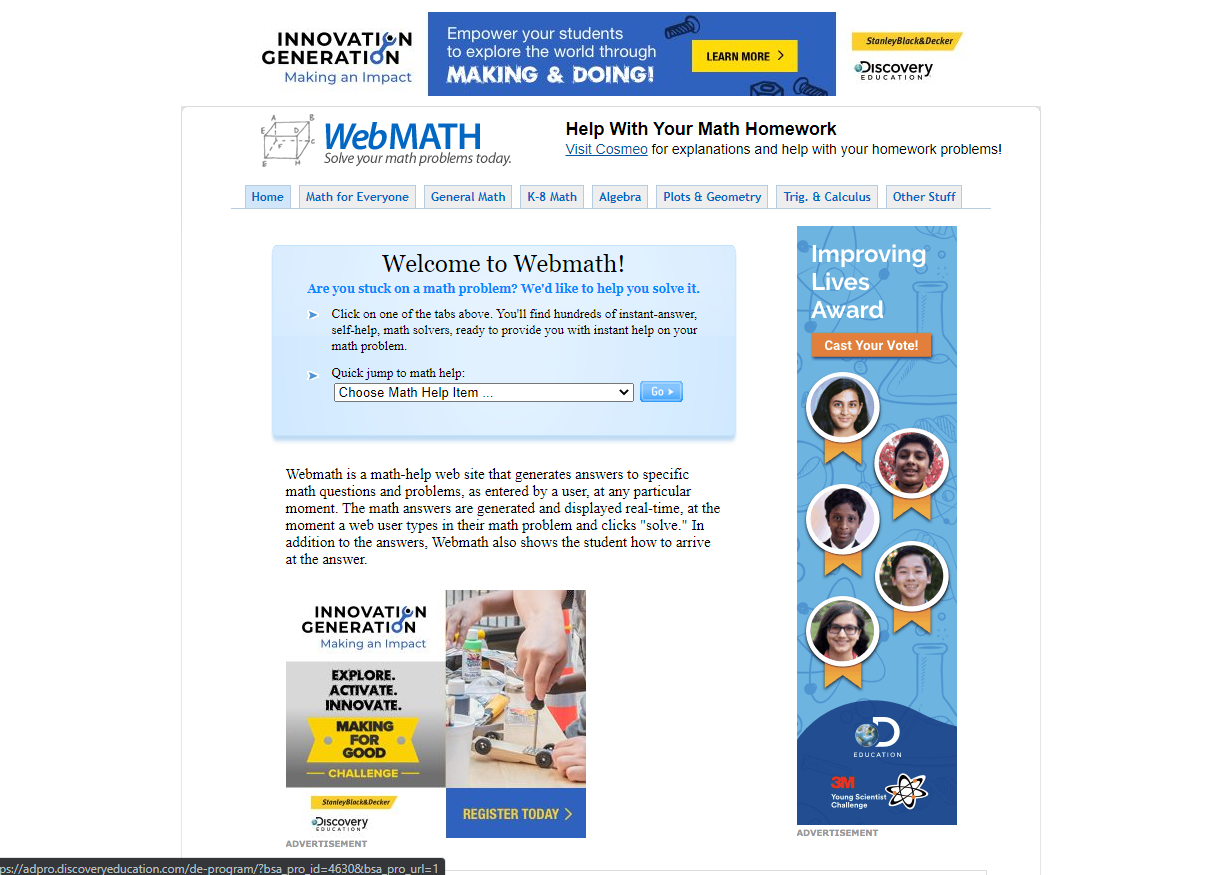 INNOVATION
GENERATION
Making an Impact
Empower your students
to explore the world through
MAKING & DOING!
LEARN MORE >
StanleyBlack&Decker
Discovery
EDUCATION
WebMATH
Solve your math problems today.
Help With Your Math Homework
Visit Cosmeo for explanations and help with your homework problems!
Home Math for Everyone General Math K-8 Math Algebra Plots & Geometry Trig. & Calculus Other Stuff
Welcome to Webmath!
Are you stuck on a math problem? We'd like to help you solve it.
Click on one of the tabs above. You'll find hundreds of instant-answer,
self-help, math solvers, ready to provide you with instant help on your
math problem.
Quick jump to math help:
Choose Math Help Item ... Go
Webmath is a math-help web site that generates answers to specific
math questions and problems, as entered by a user, at any particular
moment. The math answers are generated and displayed real-time, at the
moment a web user types in their math problem and clicks "solve." In
addition to the answers, Webmath also shows the student how to arrive
at the answer.
INNOVATION
GENERATION
Making an Impact
EXPLORE.
ACTIVATE.
INNOVATE.
MAKING
FOR
GOOD
CHALLENGE
StanleyBlack&Decker
Discovery
EDUCATION
REGISTER TODAY >
ADVERTISEMENT
Improving
Lives
Award
Cast Your Vote!
D
EDUCATION
3M
Young Scientist
Challenge
ADVERTISEMENT
ps://adpro.discoveryeducation.com/de-program/?bsa_pro_id=4630&bsa_pro_url=1